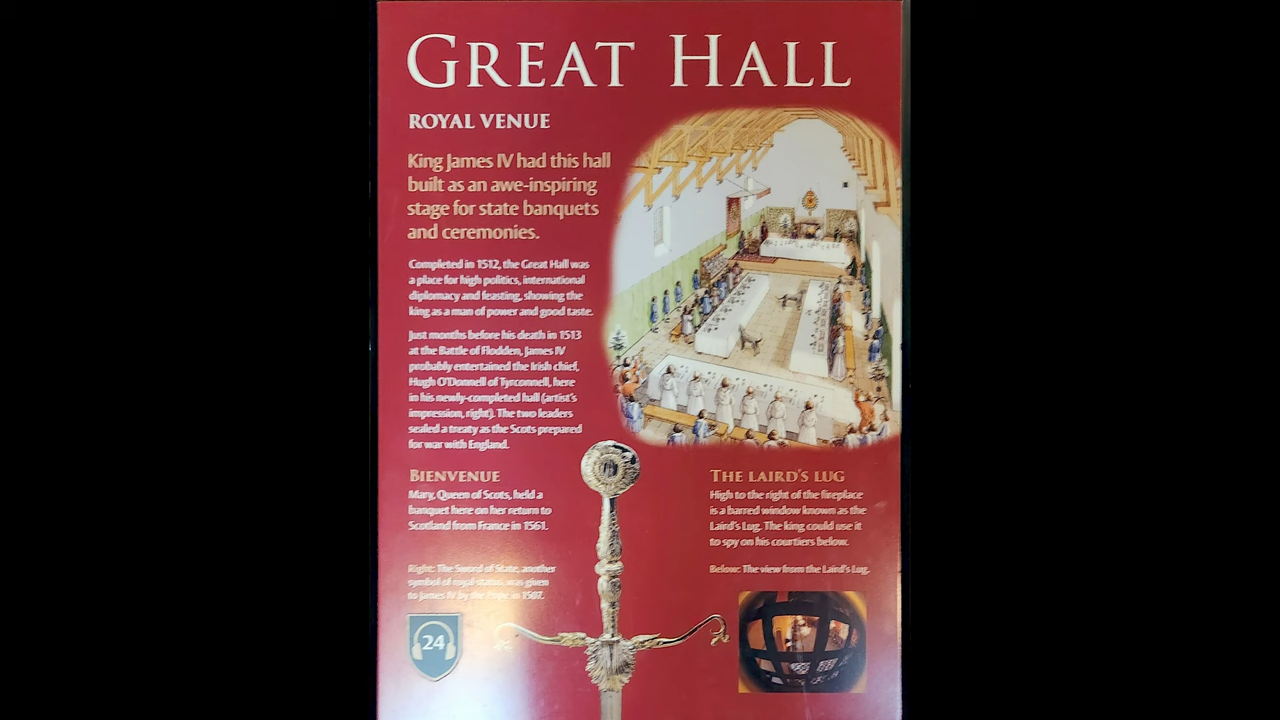 GREAT HALL
ROYAL VENUE
King James IV had this hall
built as an awe-inspiring
stage for state banquets
and ceremonies.
Completed in 1512, the Great Hall was
a place for high politics, international
diplomacy and feasting, showing the
king as a man of power and good taste.
Just months before his death in 1513
at the Battle of Flodden, James IV
probably entertained the Irish chief,
Hugh O'Donnell of Tyrconnell, here
in his newly-completed hall (artist's
impression, right). The two leaders
sealed a treaty as the Scots prepared
for war with England.
BIENVENUE
Mary, Queen of Scots, held a
banquet here on her return to
Scotland from France in 1561.
Right: The Sword of State, another
symbol of royal status, was given
to James IV by the Pope in 1507.
24
THE LAIRD'S LUG
High to the right of the fireplace
is a barred window known as the
Laird's Lug. The king could use it
to spy on his courtiers below.
Below: The view from the Laird's Lug.